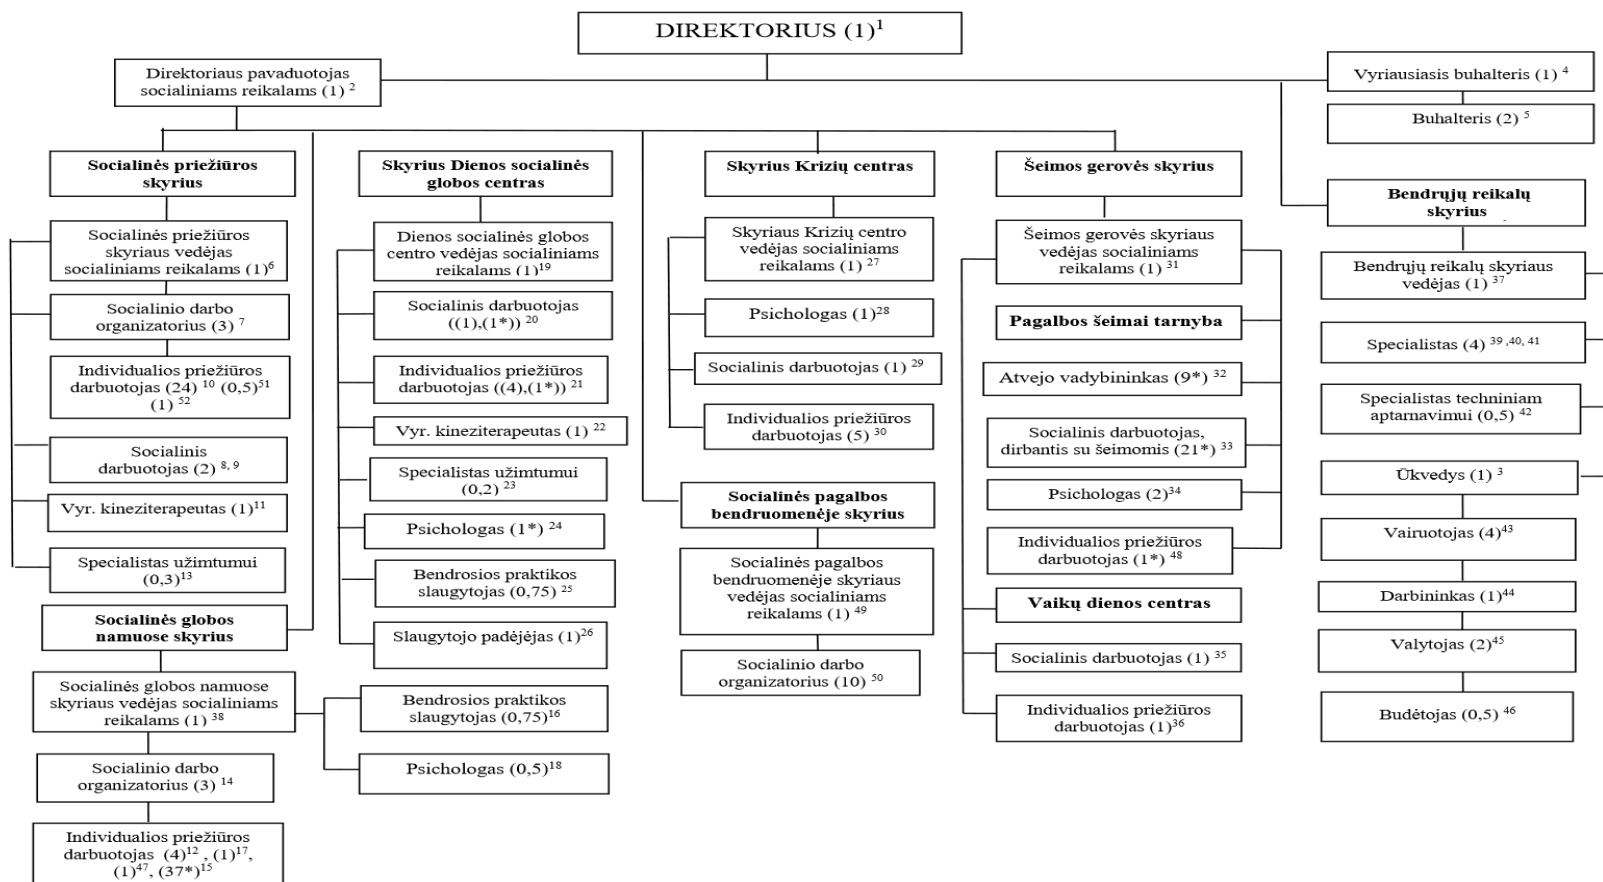 DIREKTORIUS (1)¹
Direktoriaus pavaduotojas
socialiniams reikalams (1) ²
Vyriausiasis buhalteris (1) ⁴
Buhalteris (2) ⁵
Socialinės priežiūros
skyrius
Socialinės priežiūros
skyriaus vedėjas
socialiniams reikalams (1)⁶
Socialinio darbo
organizatorius (3) ⁷
Individualios priežiūros
darbuotojas (24) ¹⁰ (0,5)⁵¹
(1) ⁵²
Socialinis
darbuotojas (2) ⁸, ⁹
Vyr. kineziterapeutas (1)¹¹
Specialistas užimtumui
(0,3)¹³
Socialinės globos
namuose skyrius
Socialinės globos namuose
skyriaus vedėjas socialiniams
reikalams (1) ³⁸
Socialinio darbo
organizatorius (3) ¹⁴
Individualios priežiūros
darbuotojas (4)¹² , (1)¹⁷,
(1)⁴⁷, (37*)¹⁵
Skyrius Dienos socialinės
globos centras
Dienos socialinės globos
centro vedėjas socialiniams
reikalams (1)¹⁹
Socialinis darbuotojas
((1),(1*)) ²⁰
Individualios priežiūros
darbuotojas ((4),(1*)) ²¹
Vyr. kineziterapeutas (1) ²²
Specialistas užimtumui
(0,2) ²³
Psichologas (1*) ²⁴
Bendrosios praktikos
slaugytojas (0,75) ²⁵
Slaugytojo padėjėjas (1)²⁶
Bendrosios praktikos
slaugytojas (0,75)¹⁶
Psichologas (0,5)¹⁸
Skyrius Krizių centras
Skyriaus Krizių centro
vedėjas socialiniams
reikalams (1) ²⁷
Psichologas (1)²⁸
Socialinis darbuotojas (1) ²⁹
Individualios priežiūros
darbuotojas (5) ³⁰
Socialinės pagalbos
bendruomenėje skyrius
Socialinės pagalbos
bendruomenėje skyriaus
vedėjas socialiniams
reikalams (1) ⁴⁹
Socialinio darbo
organizatorius (10) ⁵⁰
Šeimos gerovės skyrius
Šeimos gerovės skyriaus
vedėjas socialiniams
reikalams (1) ³¹
Pagalbos šeimai tarnyba
Atvejo vadybininkas (9*) ³²
Socialinis darbuotojas,
dirbantis su šeimomis (21*) ³³
Psichologas (2)³⁴
Individualios priežiūros
darbuotojas (1*) ⁴⁸
Vaikų dienos centras
Socialinis darbuotojas (1) ³⁵
Individualios priežiūros
darbuotojas (1)³⁶
Bendrųjų reikalų
skyrius
Bendrųjų reikalų skyriaus
vedėjas (1) ³⁷
Specialistas (4) ³⁹ ,⁴⁰, ⁴¹
Specialistas techniniam
aptarnavimui (0,5) ⁴²
Ūkvedys (1) ³
Vairuotojas (4)⁴³
Darbininkas (1)⁴⁴
Valytojas (2)⁴⁵
Budėtojas (0,5) ⁴⁶